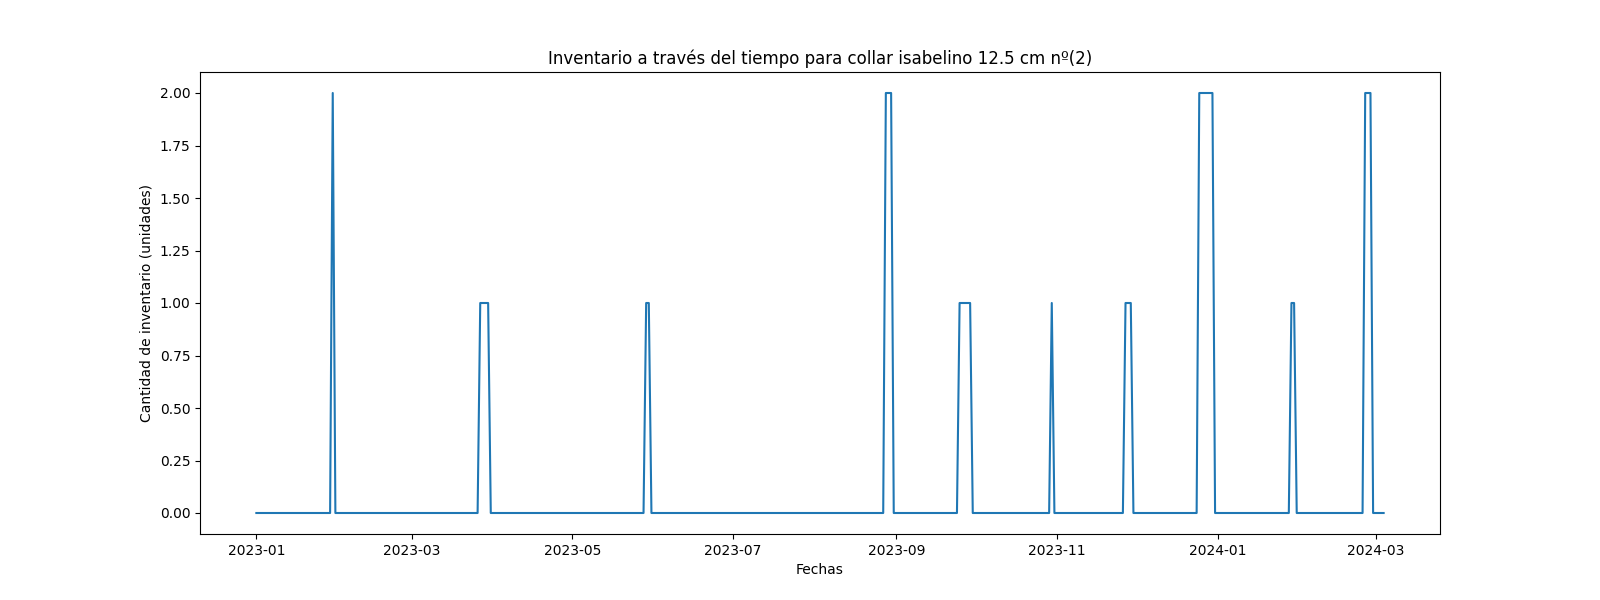 Inventario a través del tiempo para collar isabelino 12.5 cm nº(2)
Cantidad de inventario (unidades)
2.00
1.75
1.50
1.25
1.00
0.75
0.50
0.25
0.00
2023-01 2023-03 2023-05 2023-07 2023-09 2023-11 2024-01 2024-03
Fechas